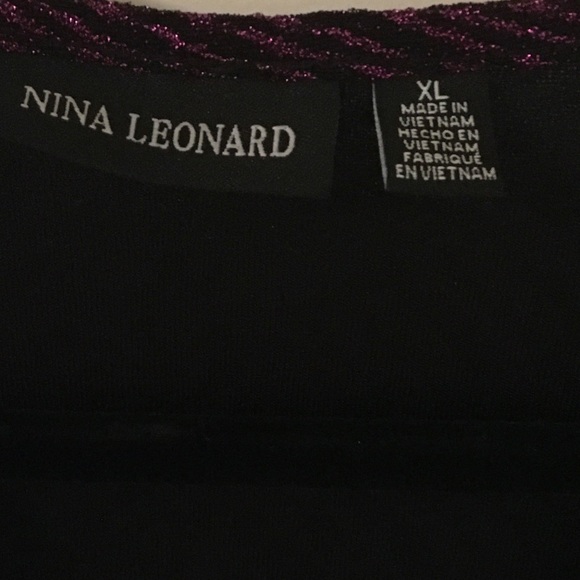 NINA LEONARD
XL
MADE IN
VIETNAM
HECHO EN
VIETNAM
FABRIQUÉ
EN VIETNAM